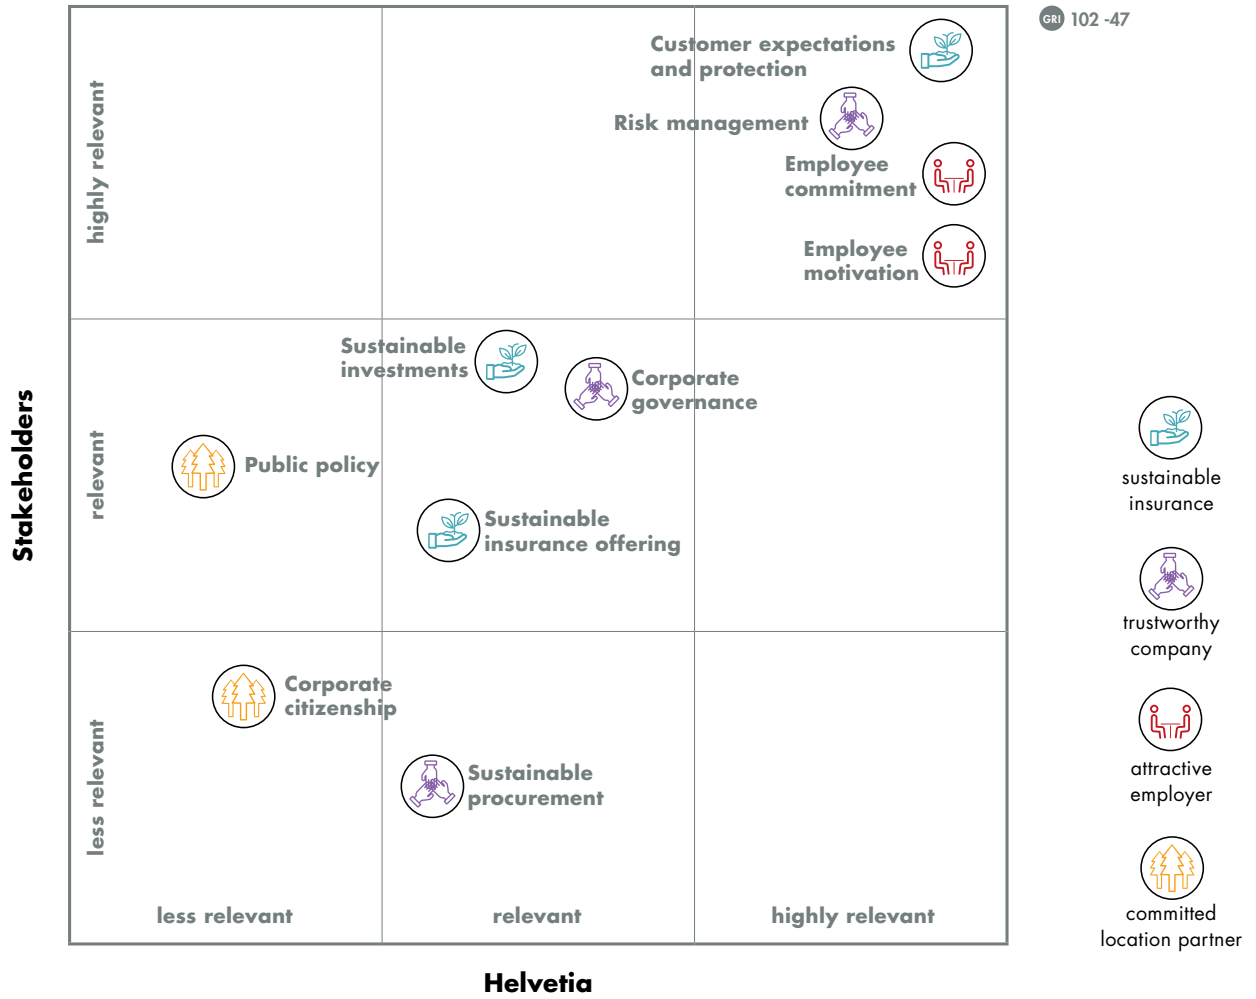 GRI 102 -47
Customer expectations
and protection
Risk management
Employee
commitment
Employee
motivation
highly relevant
Sustainable
investments
Corporate
governance
Public policy
Sustainable
insurance offering
relevant
Stakeholders
Corporate
citizenship
Sustainable
procurement
less relevant
less relevant
relevant
highly relevant
Helvetia
sustainable
insurance
trustworthy
company
attractive
employer
committed
location partner